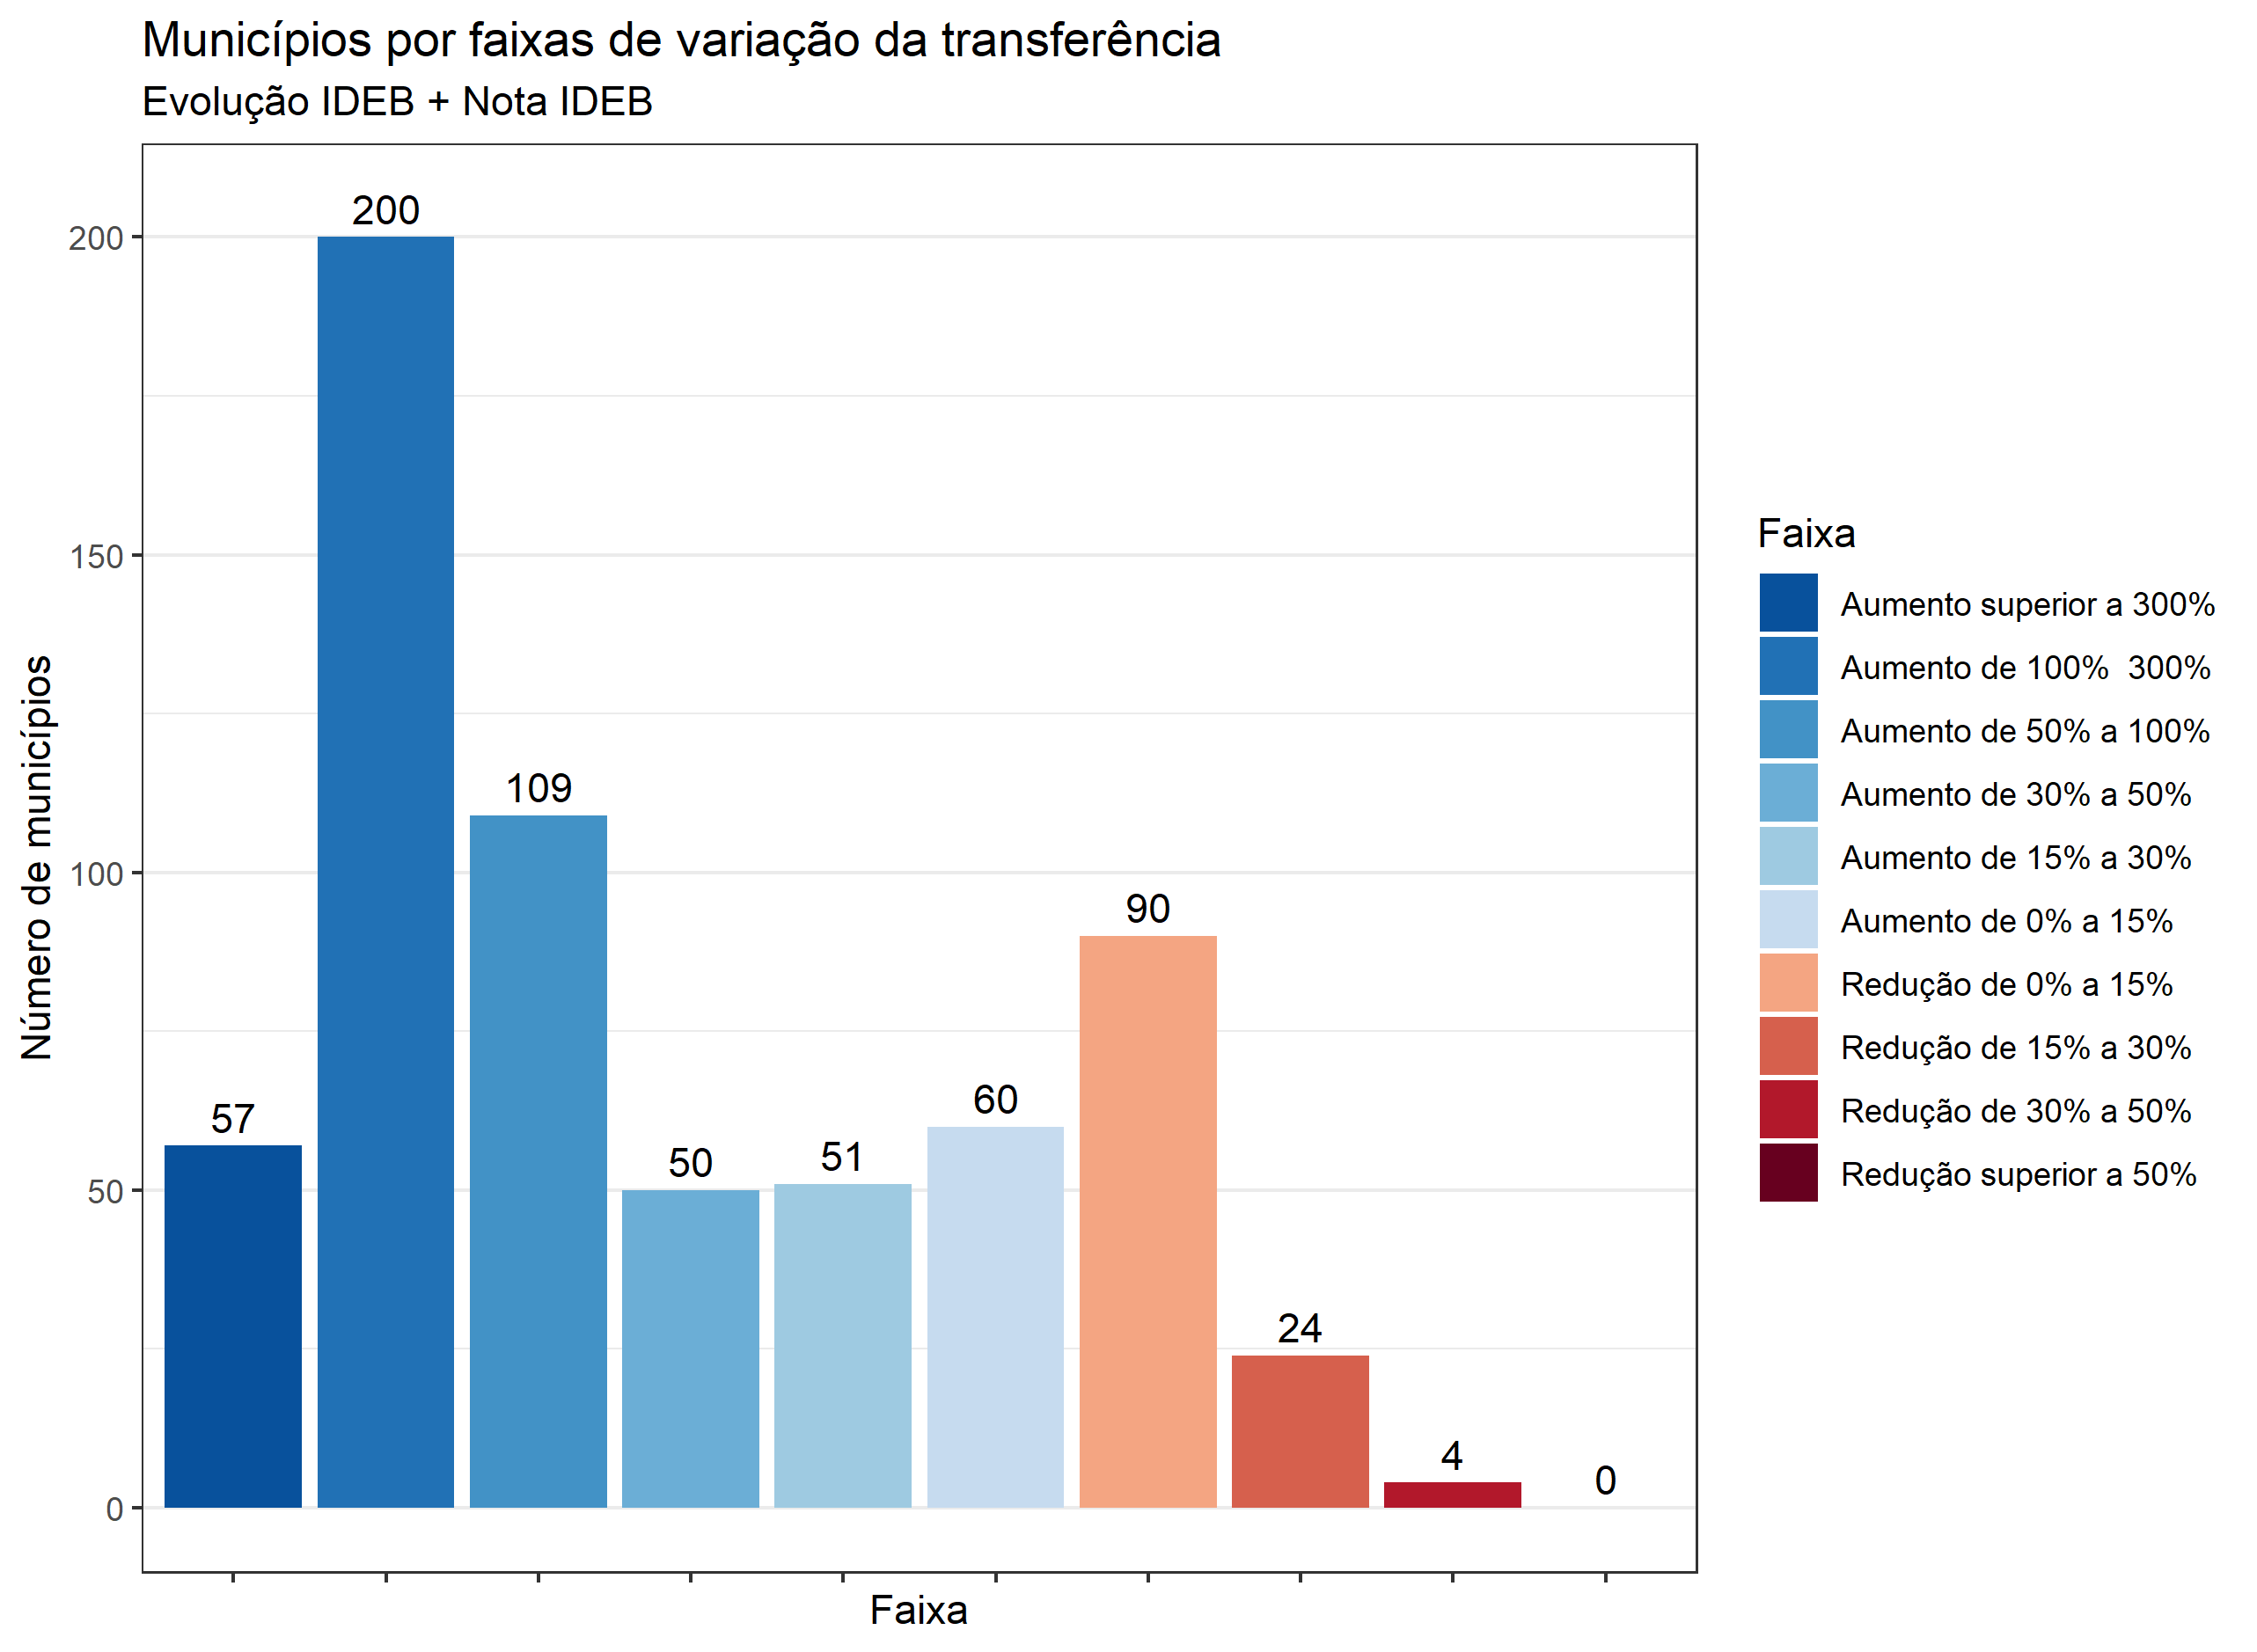 Municípios por faixas de variação da transferência
Evolução IDEB + Nota IDEB
Número de municípios
200
150
100
50
0
57
200
109
50
51
60
90
24
4
0
Faixa
Faixa
Aumento superior a 300%
Aumento de 100%  300%
Aumento de 50% a 100%
Aumento de 30% a 50%
Aumento de 15% a 30%
Aumento de 0% a 15%
Redução de 0% a 15%
Redução de 15% a 30%
Redução de 30% a 50%
Redução superior a 50%